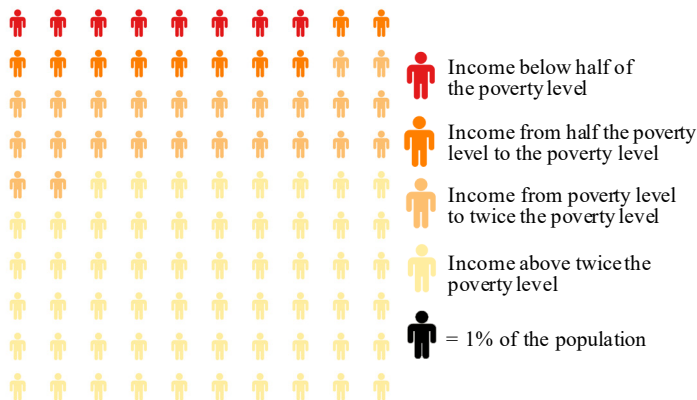 Income below half of
the poverty level
Income from half the poverty
level to the poverty level
Income from poverty level
to twice the poverty level
Income above twice the
poverty level
= 1% of the population